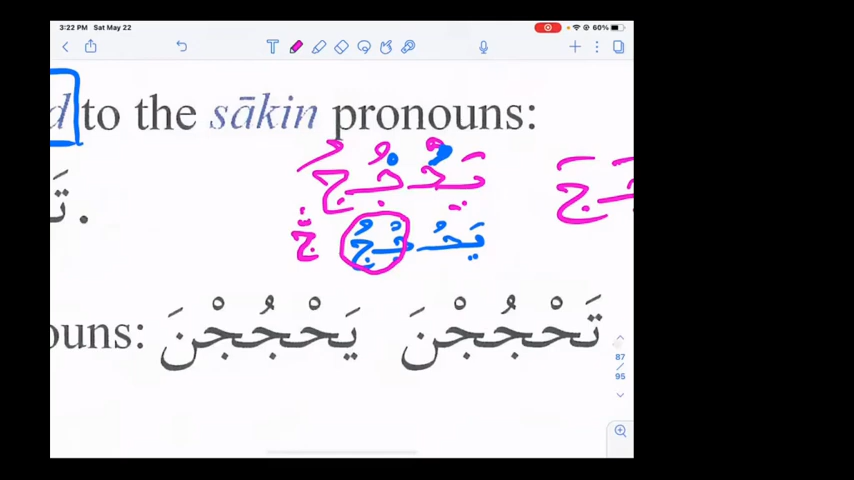 3:22 PM Sat May 22
60%
to the sākin pronouns:
يَحْجُجُ
يَحُجْجُ
جّ
تَ.
ouns: يَحْجُجْنَ تَحْجُجْنَ
87
95